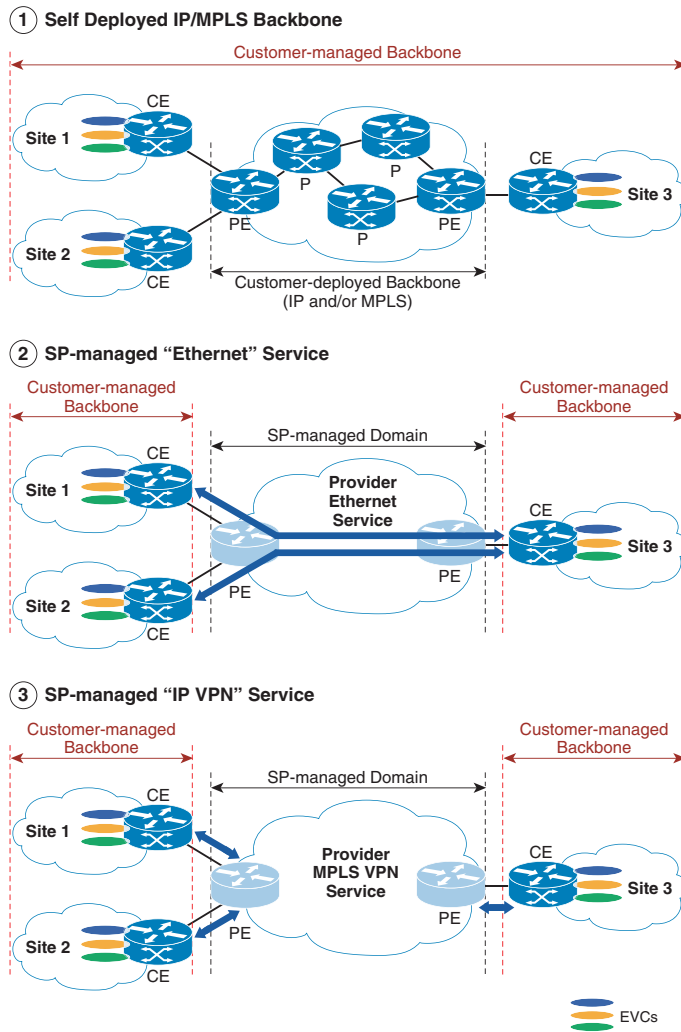 1 Self Deployed IP/MPLS Backbone
Customer-managed Backbone
CE
Site 1
P
P
CE
Site 3
PE
P
PE
Site 2
CE
Customer-deployed Backbone
(IP and/or MPLS)
2 SP-managed “Ethernet” Service
Customer-managed
Backbone
Customer-managed
Backbone
SP-managed Domain
CE
Site 1
Provider
Ethernet
Service
CE
Site 3
PE
PE
Site 2
CE
3 SP-managed “IP VPN” Service
Customer-managed
Backbone
Customer-managed
Backbone
SP-managed Domain
CE
Site 1
Provider
MPLS VPN
Service
CE
Site 3
PE
PE
Site 2
CE
EVCs